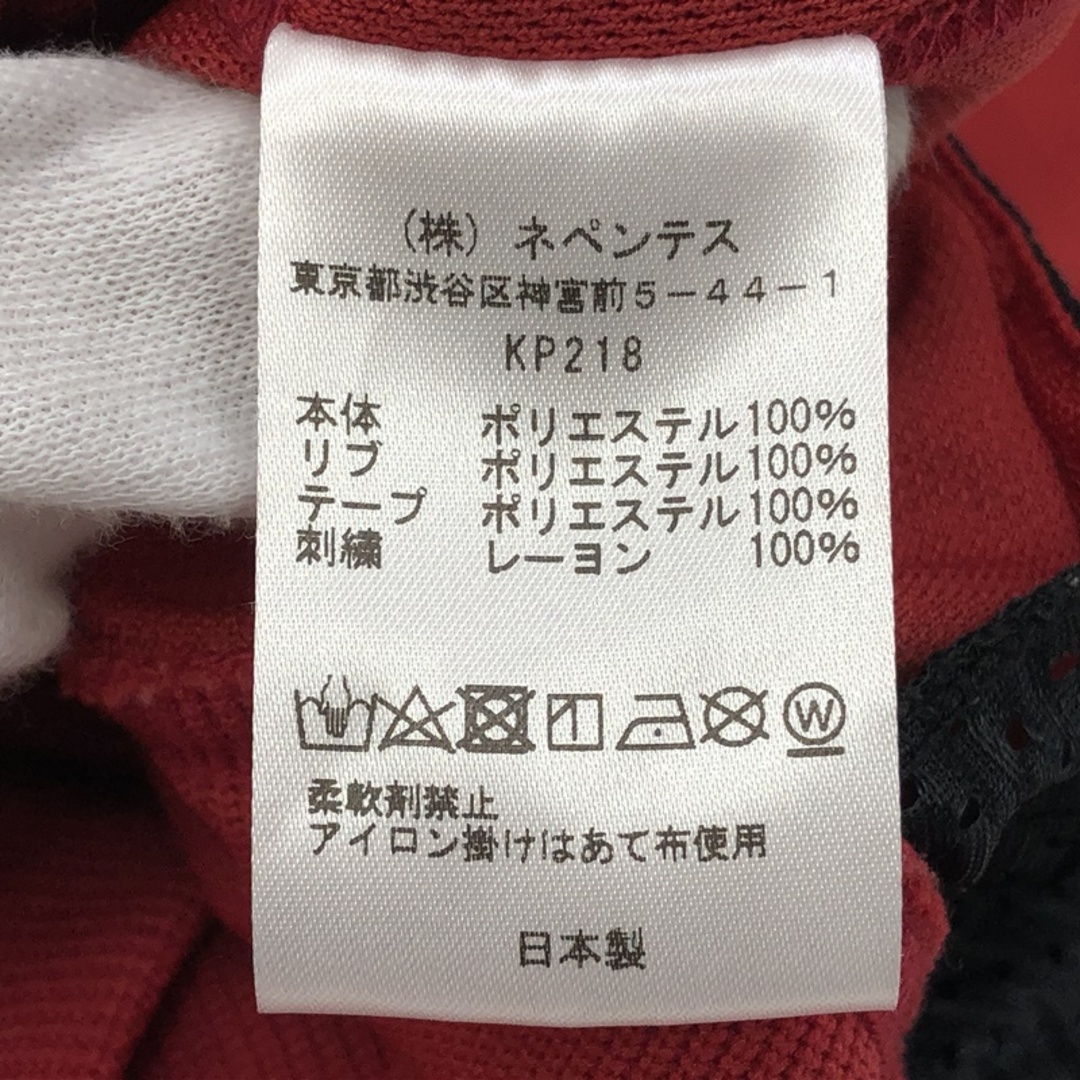 (株) ネペンテス
東京都渋谷区神宮前5-44-1
KP218
本体 ポリエステル100%
リブ ポリエステル100%
テープ ポリエステル100%
刺繍 レーヨン 100%
W
柔軟剤禁止
アイロン掛けはあて布使用
日本製